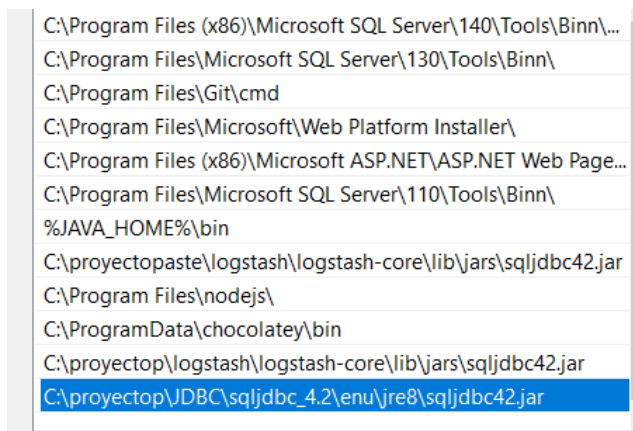 C:\Program Files (x86)\Microsoft SQL Server\140\Tools\Binn\...
C:\Program Files\Microsoft SQL Server\130\Tools\Binn\
C:\Program Files\Git\cmd
C:\Program Files\Microsoft\Web Platform Installer\
C:\Program Files (x86)\Microsoft ASP.NET\ASP.NET Web Page...
C:\Program Files\Microsoft SQL Server\110\Tools\Binn\
%JAVA_HOME%\bin
C:\proyectopaste\logstash\logstash-core\lib\jars\sqljdbc42.jar
C:\Program Files\nodejs\
C:\ProgramData\chocolatey\bin
C:\proyectop\logstash\logstash-core\lib\jars\sqljdbc42.jar
C:\proyectop\JDBC\sqljdbc_4.2\enu\jre8\sqljdbc42.jar